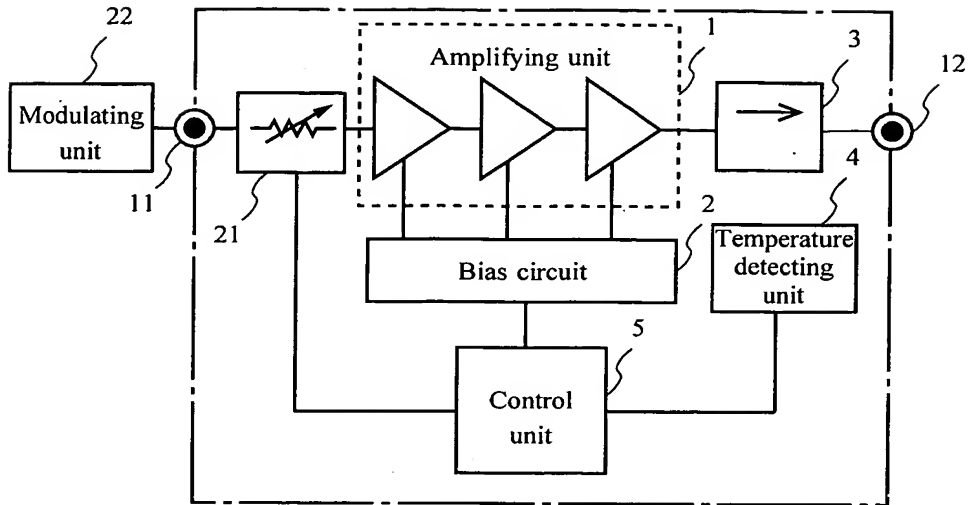 22
1
3
Amplifying unit
12
Modulating
unit
11
21
4
2
Temperature
detecting
unit
Bias circuit
5
Control
unit